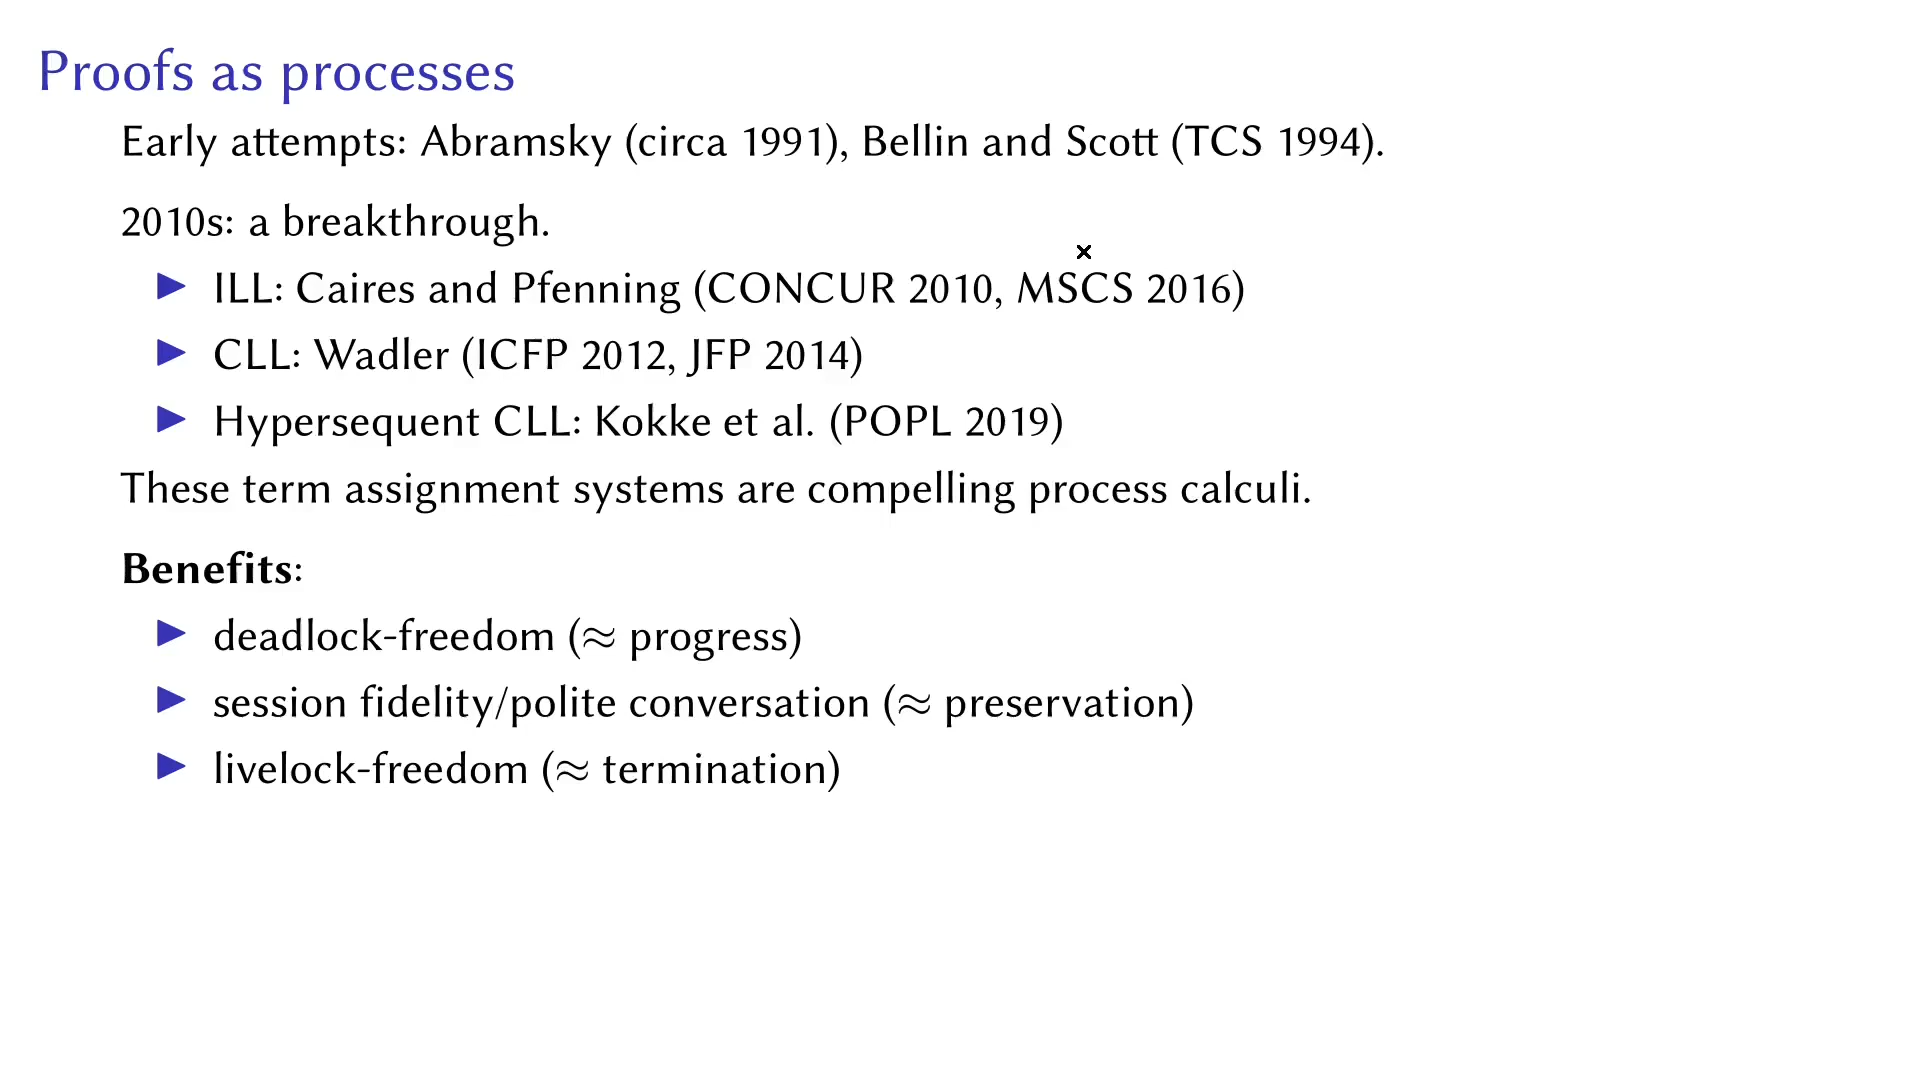 Proofs as processes
Early attempts: Abramsky (circa 1991), Bellin and Scott (TCS 1994).
2010s: a breakthrough.
▶ ILL: Caires and Pfenning (CONCUR 2010, MSCS 2016)
▶ CLL: Wadler (ICFP 2012, JFP 2014)
▶ Hypersequent CLL: Kokke et al. (POPL 2019)
These term assignment systems are compelling process calculi.
Benefits:
▶ deadlock-freedom (≈ progress)
▶ session fidelity/polite conversation (≈ preservation)
▶ livelock-freedom (≈ termination)